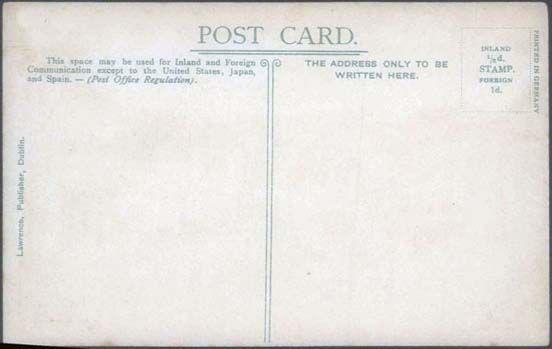 POST CARD.
This space may be used for Inland and Foreign
Communication except to the United States, Japan,
and Spain. — (Post Office Regulation).
THE ADDRESS ONLY TO BE
WRITTEN HERE.
INLAND
½d.
STAMP.
FOREIGN
1d.
PRINTED IN GERMANY
Lawrence, Publisher, Dublin.